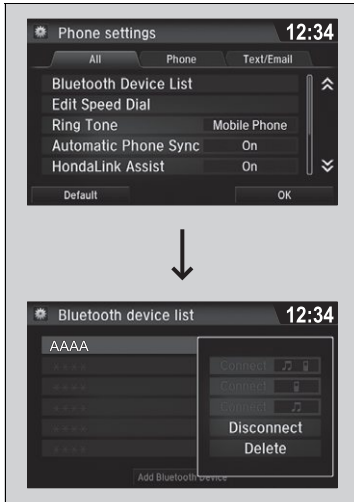 Phone settings 12:34
All Phone Text/Email
Bluetooth Device List
Edit Speed Dial
Ring Tone Mobile Phone
Automatic Phone Sync On
HondaLink Assist On
Default OK
Bluetooth device list 12:34
AAAA
Connect
Connect
Connect
Disconnect
Delete
Add Bluetooth Device